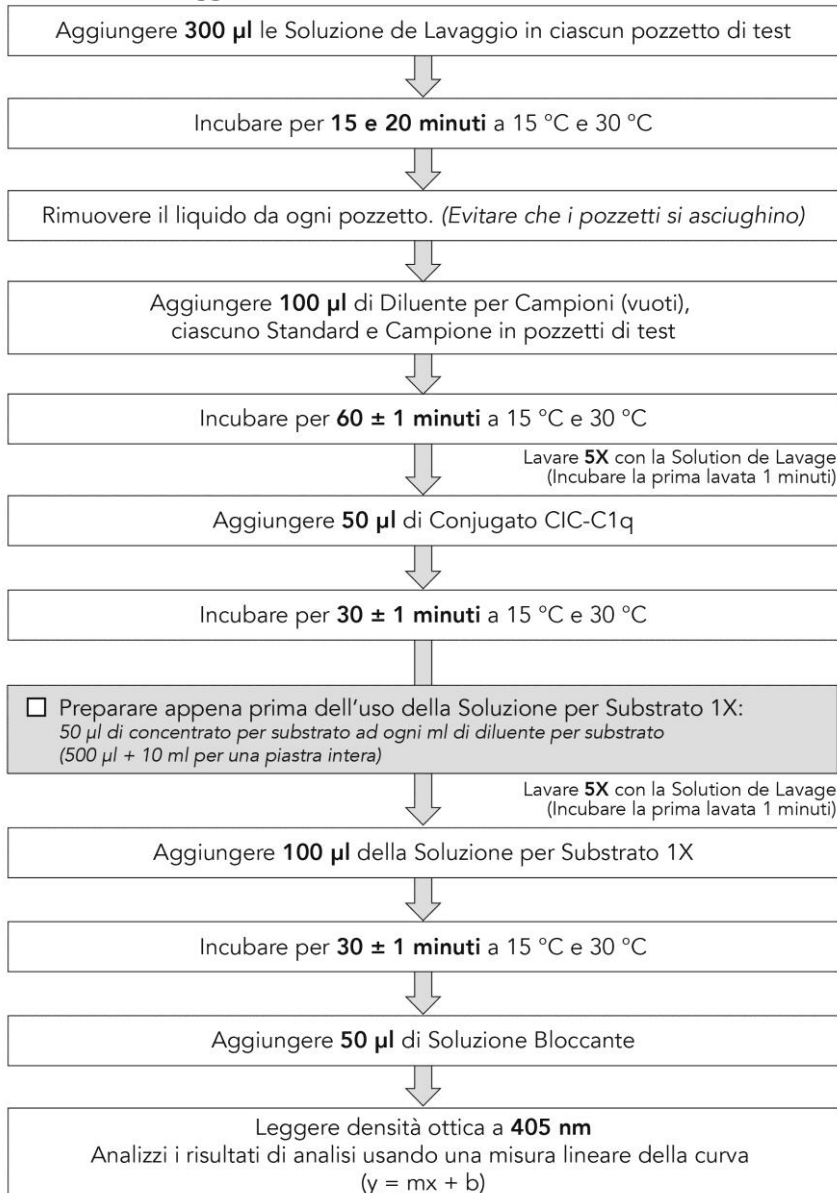 Aggiungere 300 µl le Soluzione de Lavaggio in ciascun pozzetto di test
Incubare per 15 e 20 minuti a 15 °C e 30 °C
Rimuovere il liquido da ogni pozzetto. (Evitare che i pozzetti si asciughino)
Aggiungere 100 µl di Diluente per Campioni (vuoti),
ciascuno Standard e Campione in pozzetti di test
Incubare per 60 ± 1 minuti a 15 °C e 30 °C
Lavare 5X con la Solution de Lavage
(Incubare la prima lavata 1 minuti)
Aggiungere 50 µl di Conjugato CIC-C1q
Incubare per 30 ± 1 minuti a 15 °C e 30 °C
☐ Preparare appena prima dell'uso della Soluzione per Substrato 1X:
50 µl di concentrato per substrato ad ogni ml di diluente per substrato
(500 µl + 10 ml per una piastra intera)
Lavare 5X con la Solution de Lavage
(Incubare la prima lavata 1 minuti)
Aggiungere 100 µl della Soluzione per Substrato 1X
Incubare per 30 ± 1 minuti a 15 °C e 30 °C
Aggiungere 50 µl di Soluzione Bloccante
Leggere densità ottica a 405 nm
Analizzi i risultati di analisi usando una misura lineare della curva
(y = mx + b)